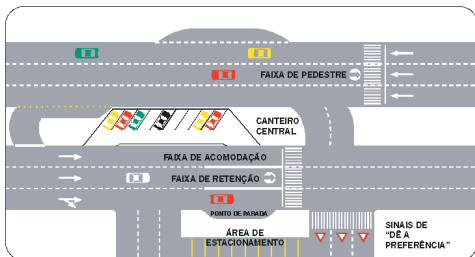 FAIXA DE PEDESTRE
CANTEIRO
CENTRAL
FAIXA DE ACOMODAÇÃO
FAIXA DE RETENÇÃO
PONTO DE PARADA
ÁREA DE
ESTACIONAMENTO
SINAIS DE
"DÊ A
PREFERÊNCIA"